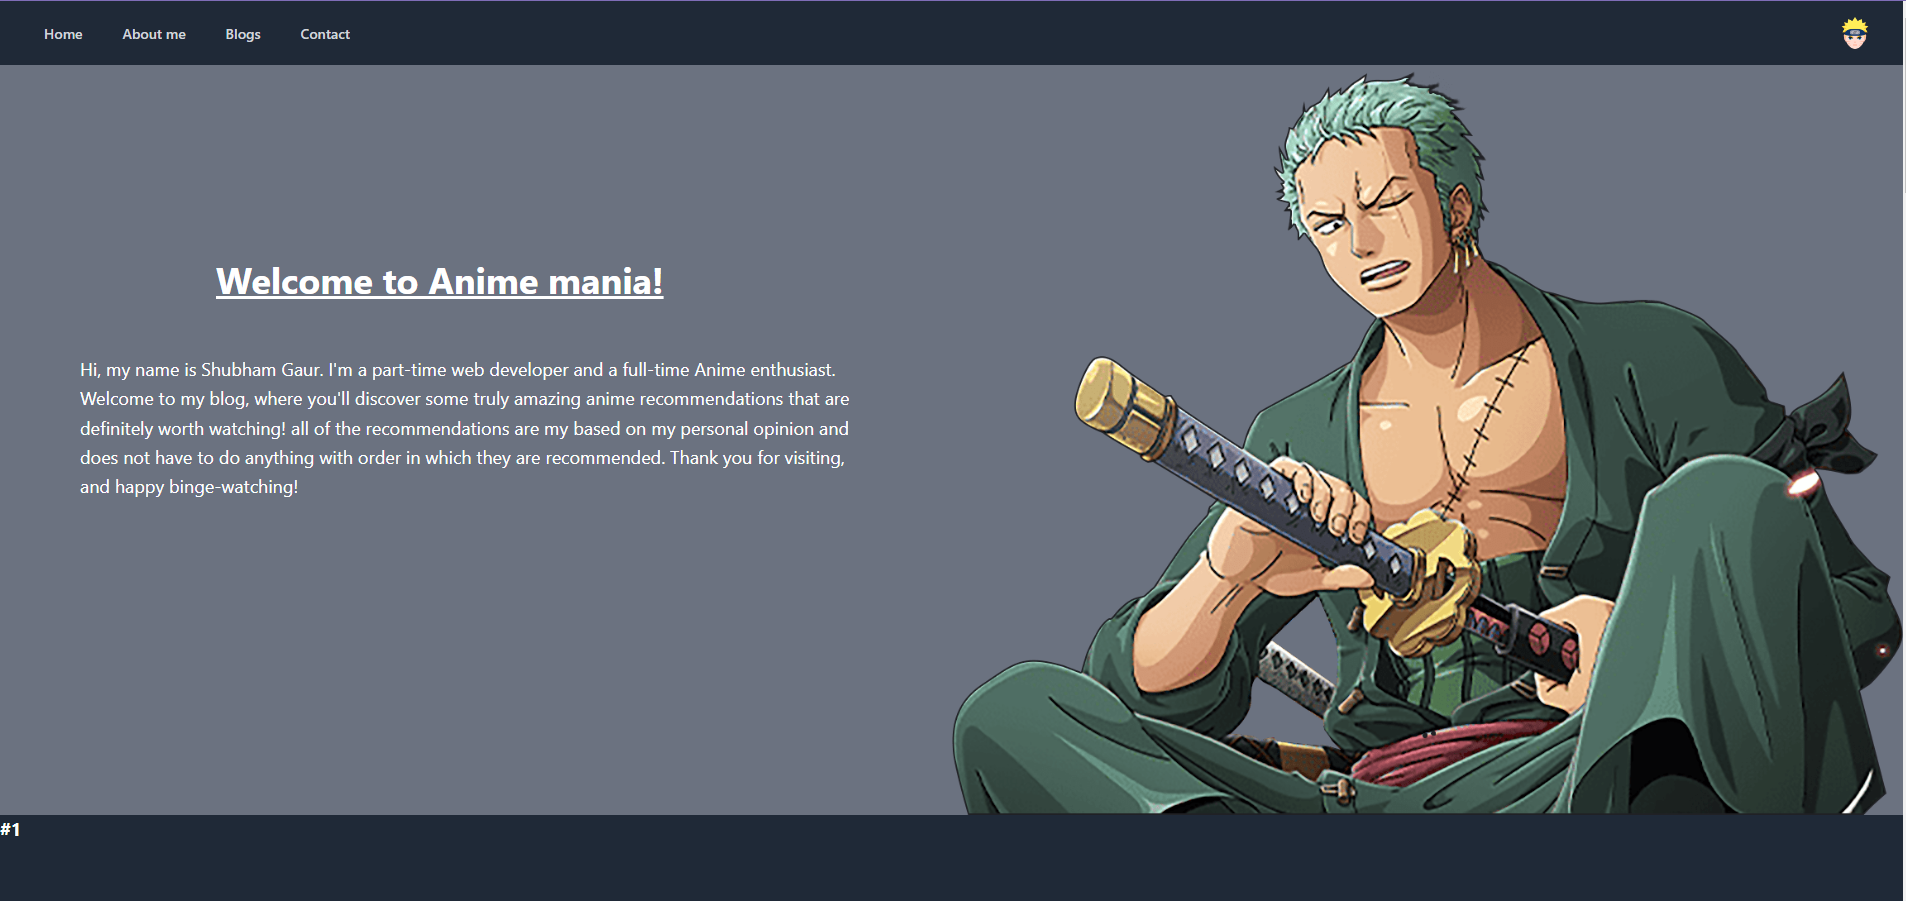 Home About me Blogs Contact
Welcome to Anime mania!
Hi, my name is Shubham Gaur. I'm a part-time web developer and a full-time Anime enthusiast.
Welcome to my blog, where you'll discover some truly amazing anime recommendations that are
definitely worth watching! all of the recommendations are my based on my personal opinion and
does not have to do anything with order in which they are recommended. Thank you for visiting,
and happy binge-watching!
#1